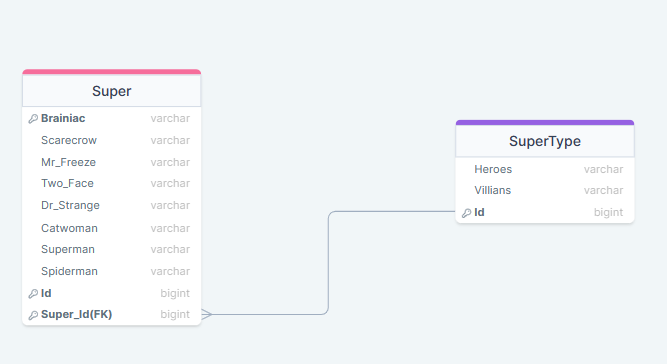 Super
Brainiac varchar
Scarecrow varchar
Mr_Freeze varchar
Two_Face varchar
Dr_Strange varchar
Catwoman varchar
Superman varchar
Spiderman varchar
Id bigint
Super_Id(FK) bigint
SuperType
Heroes varchar
Villians varchar
Id bigint